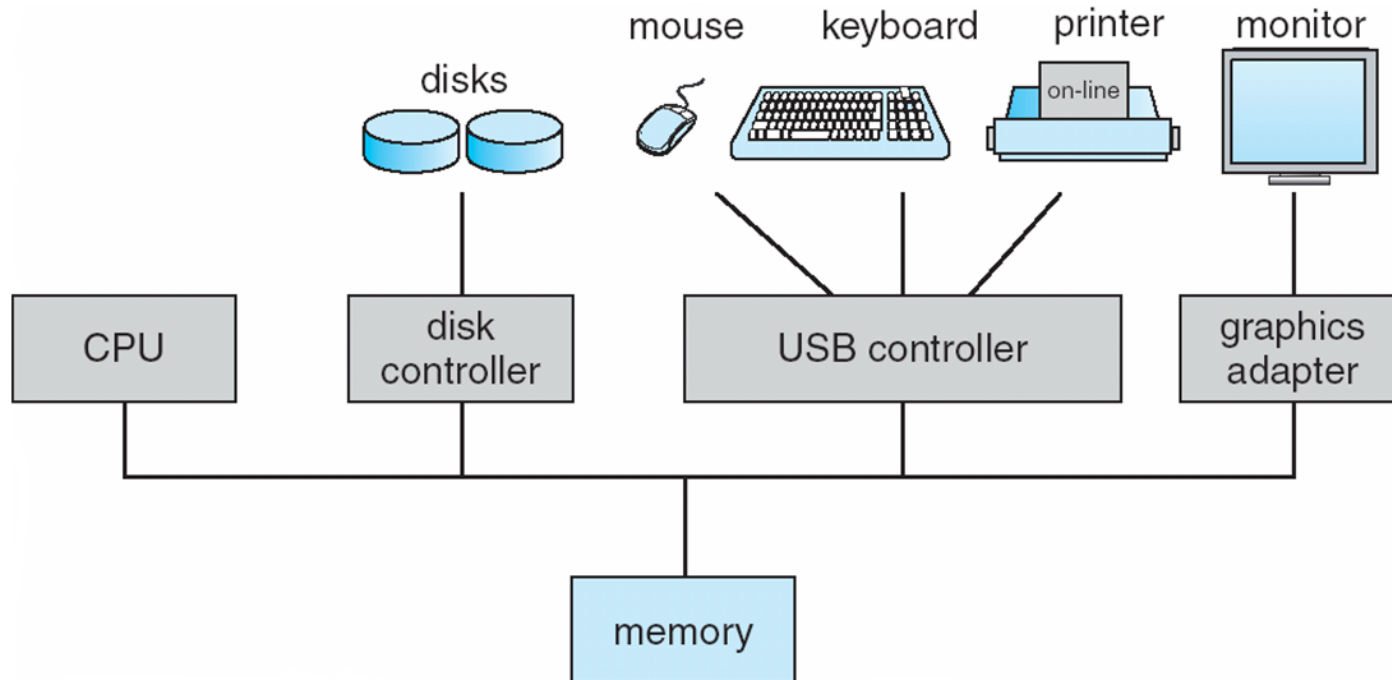 mouse
keyboard
printer
monitor
disks
on-line
CPU
disk
controller
USB controller
graphics
adapter
memory